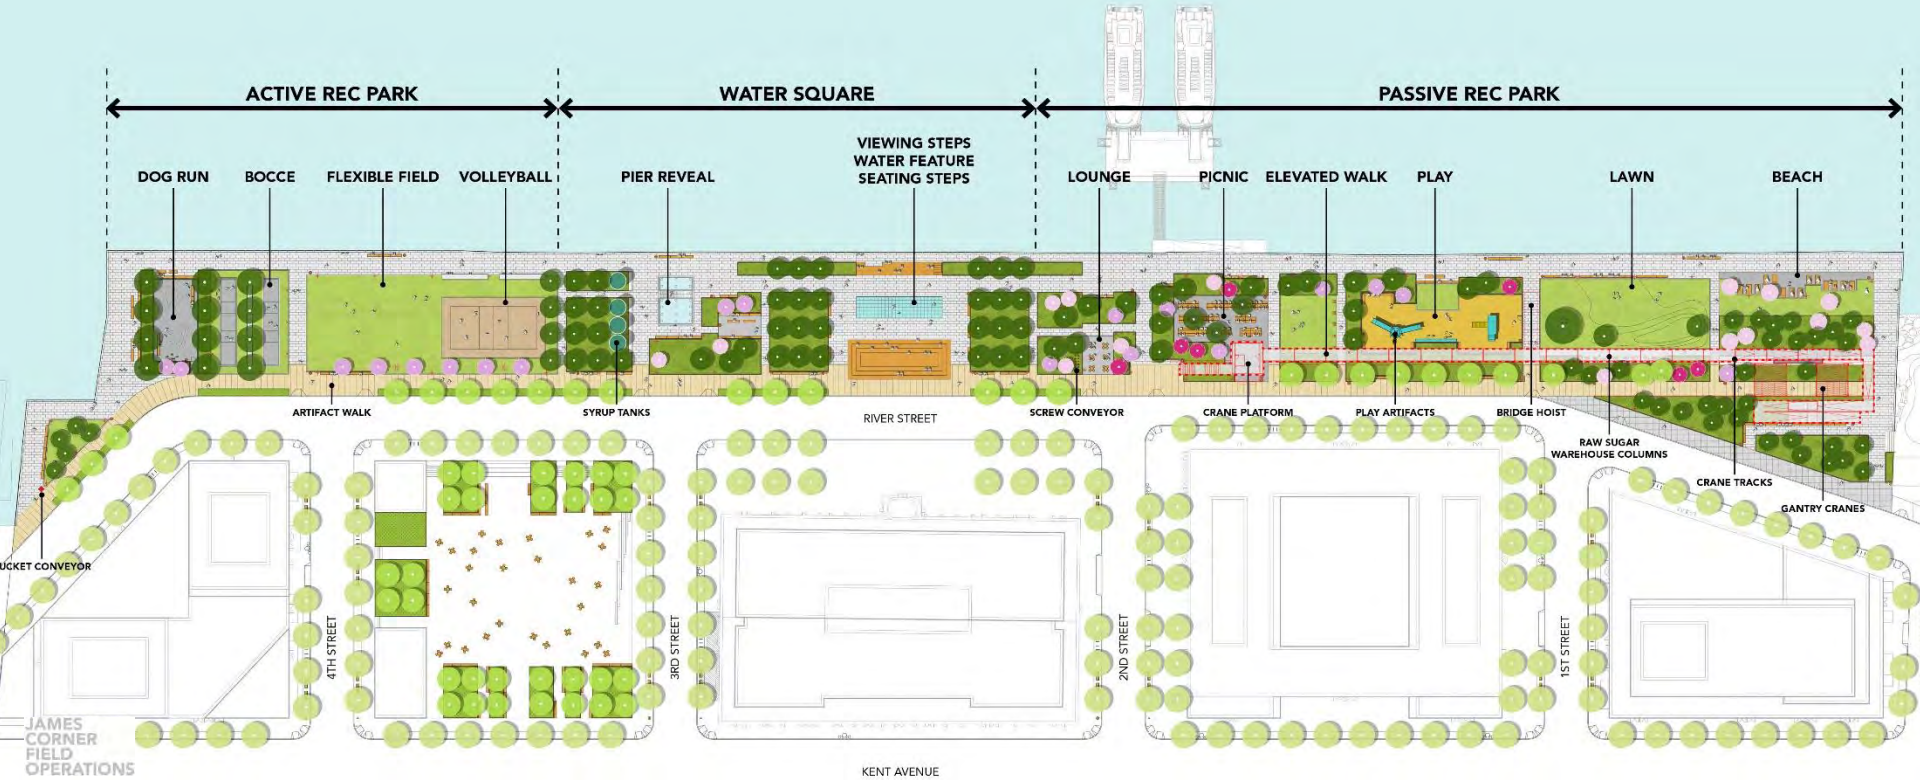 ACTIVE REC PARK
WATER SQUARE
PASSIVE REC PARK
VIEWING STEPS
WATER FEATURE
SEATING STEPS
DOG RUN
BOCCE
FLEXIBLE FIELD
VOLLEYBALL
PIER REVEAL
LOUNGE
PICNIC
ELEVATED WALK
PLAY
LAWN
BEACH
ARTIFACT WALK
SYRUP TANKS
RIVER STREET
SCREW CONVEYOR
CRANE PLATFORM
PLAY ARTIFACTS
BRIDGE HOIST
RAW SUGAR
WAREHOUSE COLUMNS
CRANE TRACKS
GANTRY CRANES
UCKET CONVEYOR
4TH STREET
3RD STREET
2ND STREET
1ST STREET
JAMES
CORNER
FIELD
OPERATIONS
KENT AVENUE